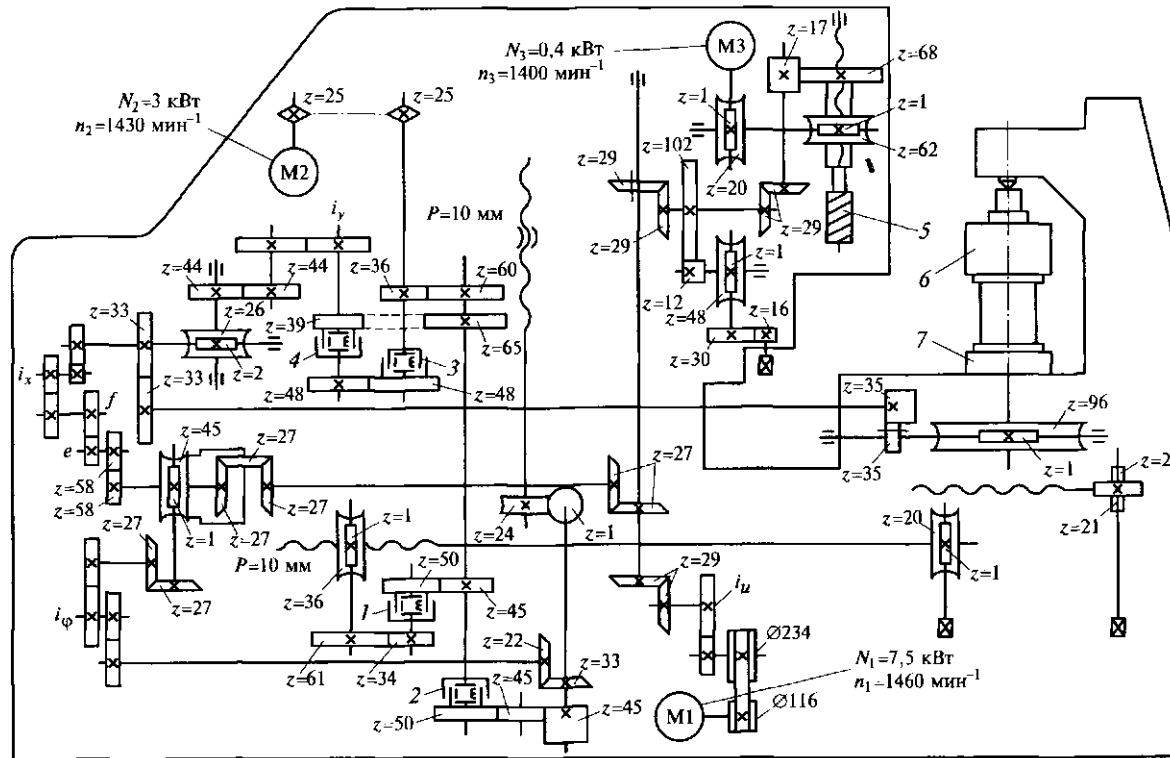 N₃=0,4 кВт
n₃=1400 мин⁻¹
M3
z=17
z=68
z=25
z=25
N₂=3 кВт
n₂=1430 мин⁻¹
M2
z=1
z=1
z=102
z=62
z=29
z=20
P=10 мм
i_y
z=29
z=29
5
6
z=44
z=44
z=36
z=60
z=1
z=33
z=26
z=39
z=12
z=48
z=16
7
4
3
z=65
z=30
i_x
z=2
z=33
z=48
z=48
z=35
z=96
f
z=45
z=27
e
z=27
z=35
z=1
z=2
z=58
z=58
z=27
z=27
z=1
z=27
z=1
z=24
z=1
z=20
z=21
P=10 мм
z=50
z=29
z=1
z=27
z=36
1
z=45
i_u
i_φ
z=22
Ø234
z=61
z=34
2
z=45
z=33
N₁=7,5 кВт
n₁=1460 мин⁻¹
z=50
z=45
M1
Ø116